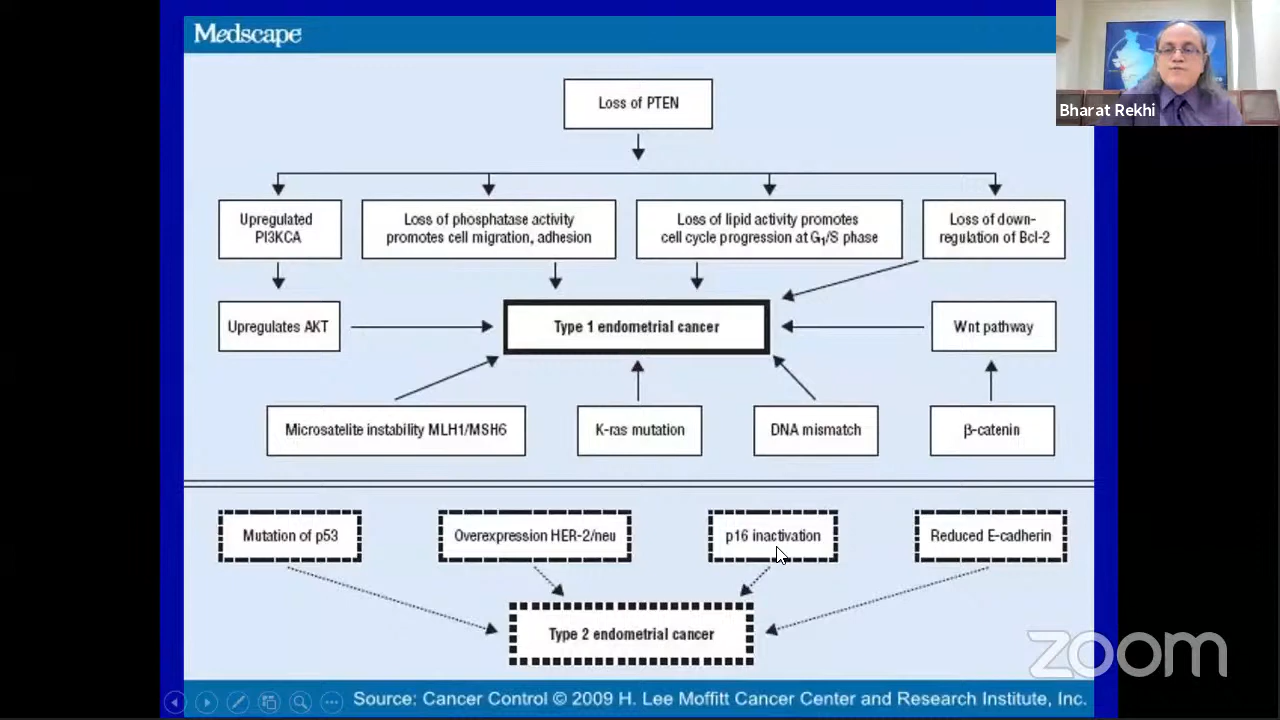 Medscape
Bharat Rekhi
Loss of PTEN
Upregulated
PI3KCA
Loss of phosphatase activity
promotes cell migration, adhesion
Loss of lipid activity promotes
cell cycle progression at G₁/S phase
Loss of down-
regulation of Bcl-2
Upregulates AKT
Type 1 endometrial cancer
Wnt pathway
Microsatelite instability MLH1/MSH6
K-ras mutation
DNA mismatch
β-catenin
Mutation of p53
Overexpression HER-2/neu
p16 inactivation
Reduced E-cadherin
Type 2 endometrial cancer
zoom
Source: Cancer Control © 2009 H. Lee Moffitt Cancer Center and Research Institute, Inc.